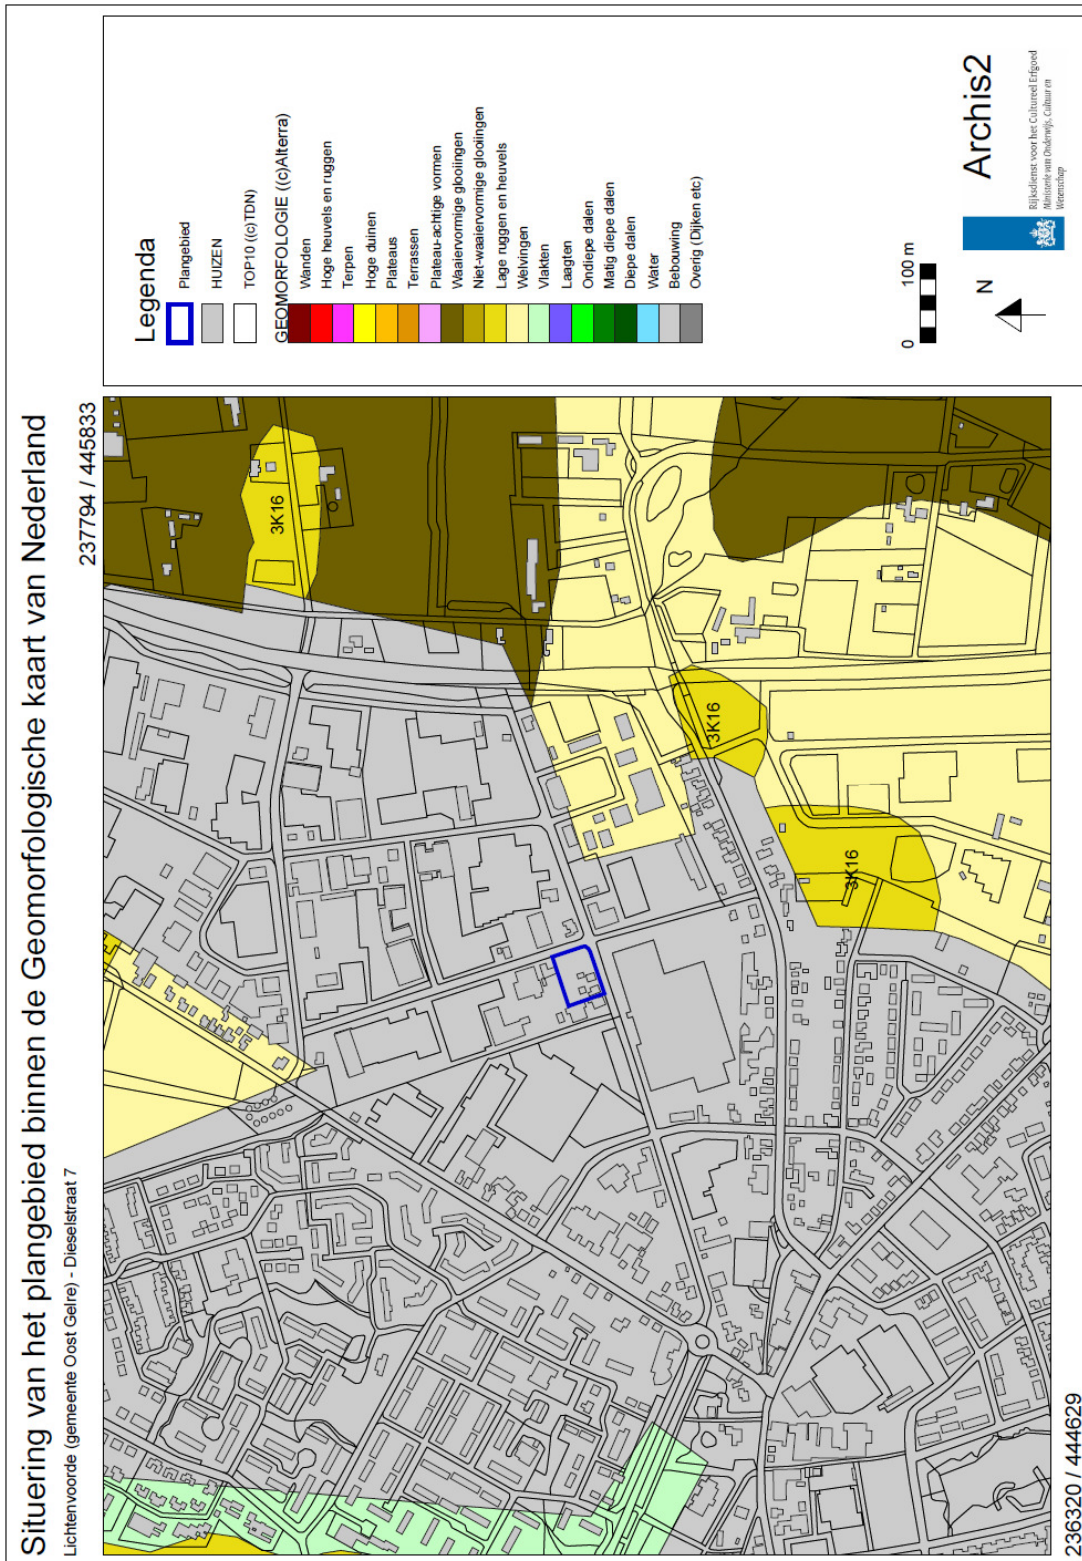 Situering van het plangebied binnen de Geomorfologische kaart van Nederland
Lichtenvoorde (gemeente Oost Gelre) - Dieselstraat 7
237794 / 445833
3K16
3K16
3K16
236320 / 444629
Legenda
Plangebied
HUIZEN
TOP10 ((c)TDN)
GEOMORFOLOGIE ((c)Alterra)
Wanden
Hoge heuvels en ruggen
Terpen
Hoge duinen
Plateaus
Terrassen
Plateau-achtige vormen
Waaiervormige glooiingen
Niet-waaiervormige glooiingen
Lage ruggen en heuvels
Welvingen
Vlakten
Laagten
Ondiepe dalen
Matig diepe dalen
Diepe dalen
Water
Bebouwing
Overig (Dijken etc)
0 100 m
N
Archis2
Rijksdienst voor het Cultureel Erfgoed
Ministerie van Onderwijs, Cultuur en
Wetenschap